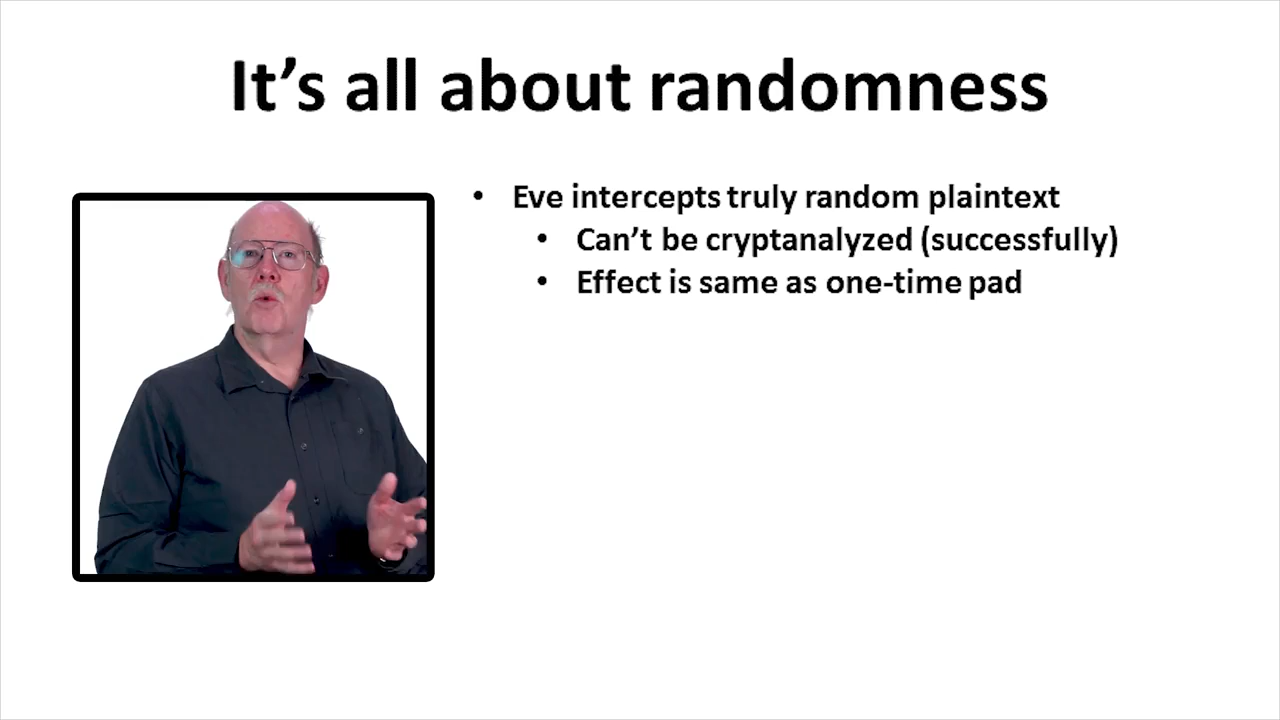 It's all about randomness
• Eve intercepts truly random plaintext
• Can't be cryptanalyzed (successfully)
• Effect is same as one-time pad